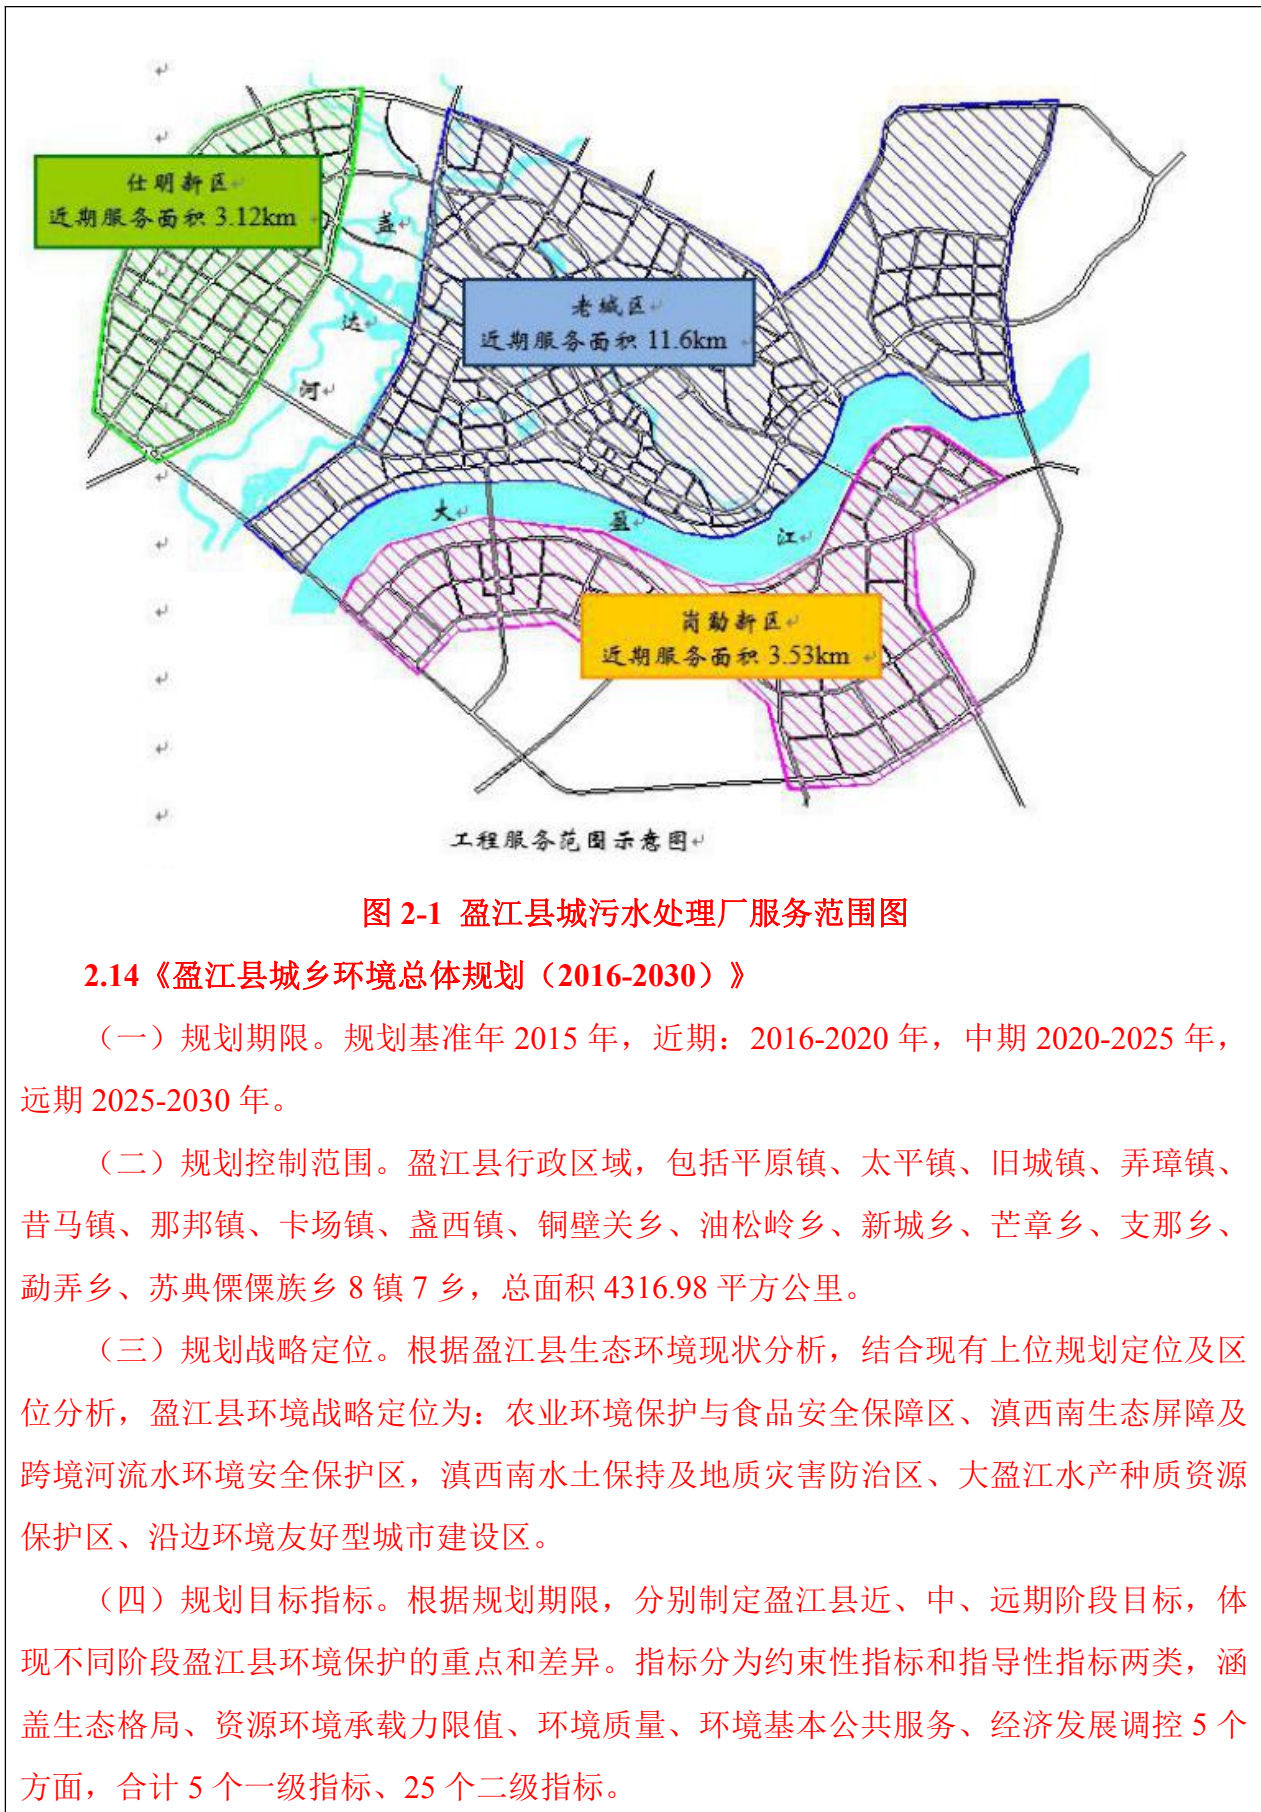 仕明新区
近期服务面积 3.12km
盏
达
河
老城区
近期服务面积 11.6km
大
盈
江
岗勐新区
近期服务面积 3.53km
工程服务范围示意图
图 2-1 盈江县城污水处理厂服务范围图
2.14《盈江县城乡环境总体规划（2016-2030）》
（一）规划期限。规划基准年 2015 年，近期：2016-2020 年，中期 2020-2025 年，
远期 2025-2030 年。
（二）规划控制范围。盈江县行政区域，包括平原镇、太平镇、旧城镇、弄璋镇、
昔马镇、那邦镇、卡场镇、盏西镇、铜壁关乡、油松岭乡、新城乡、芒章乡、支那乡、
勐弄乡、苏典傈僳族乡 8 镇 7 乡，总面积 4316.98 平方公里。
（三）规划战略定位。根据盈江县生态环境现状分析，结合现有上位规划定位及区
位分析，盈江县环境战略定位为：农业环境保护与食品安全保障区、滇西南生态屏障及
跨境河流水环境安全保护区，滇西南水土保持及地质灾害防治区、大盈江水产种质资源
保护区、沿边环境友好型城市建设区。
（四）规划目标指标。根据规划期限，分别制定盈江县近、中、远期阶段目标，体
现不同阶段盈江县环境保护的重点和差异。指标分为约束性指标和指导性指标两类，涵
盖生态格局、资源环境承载力限值、环境质量、环境基本公共服务、经济发展调控 5 个
方面，合计 5 个一级指标、25 个二级指标。